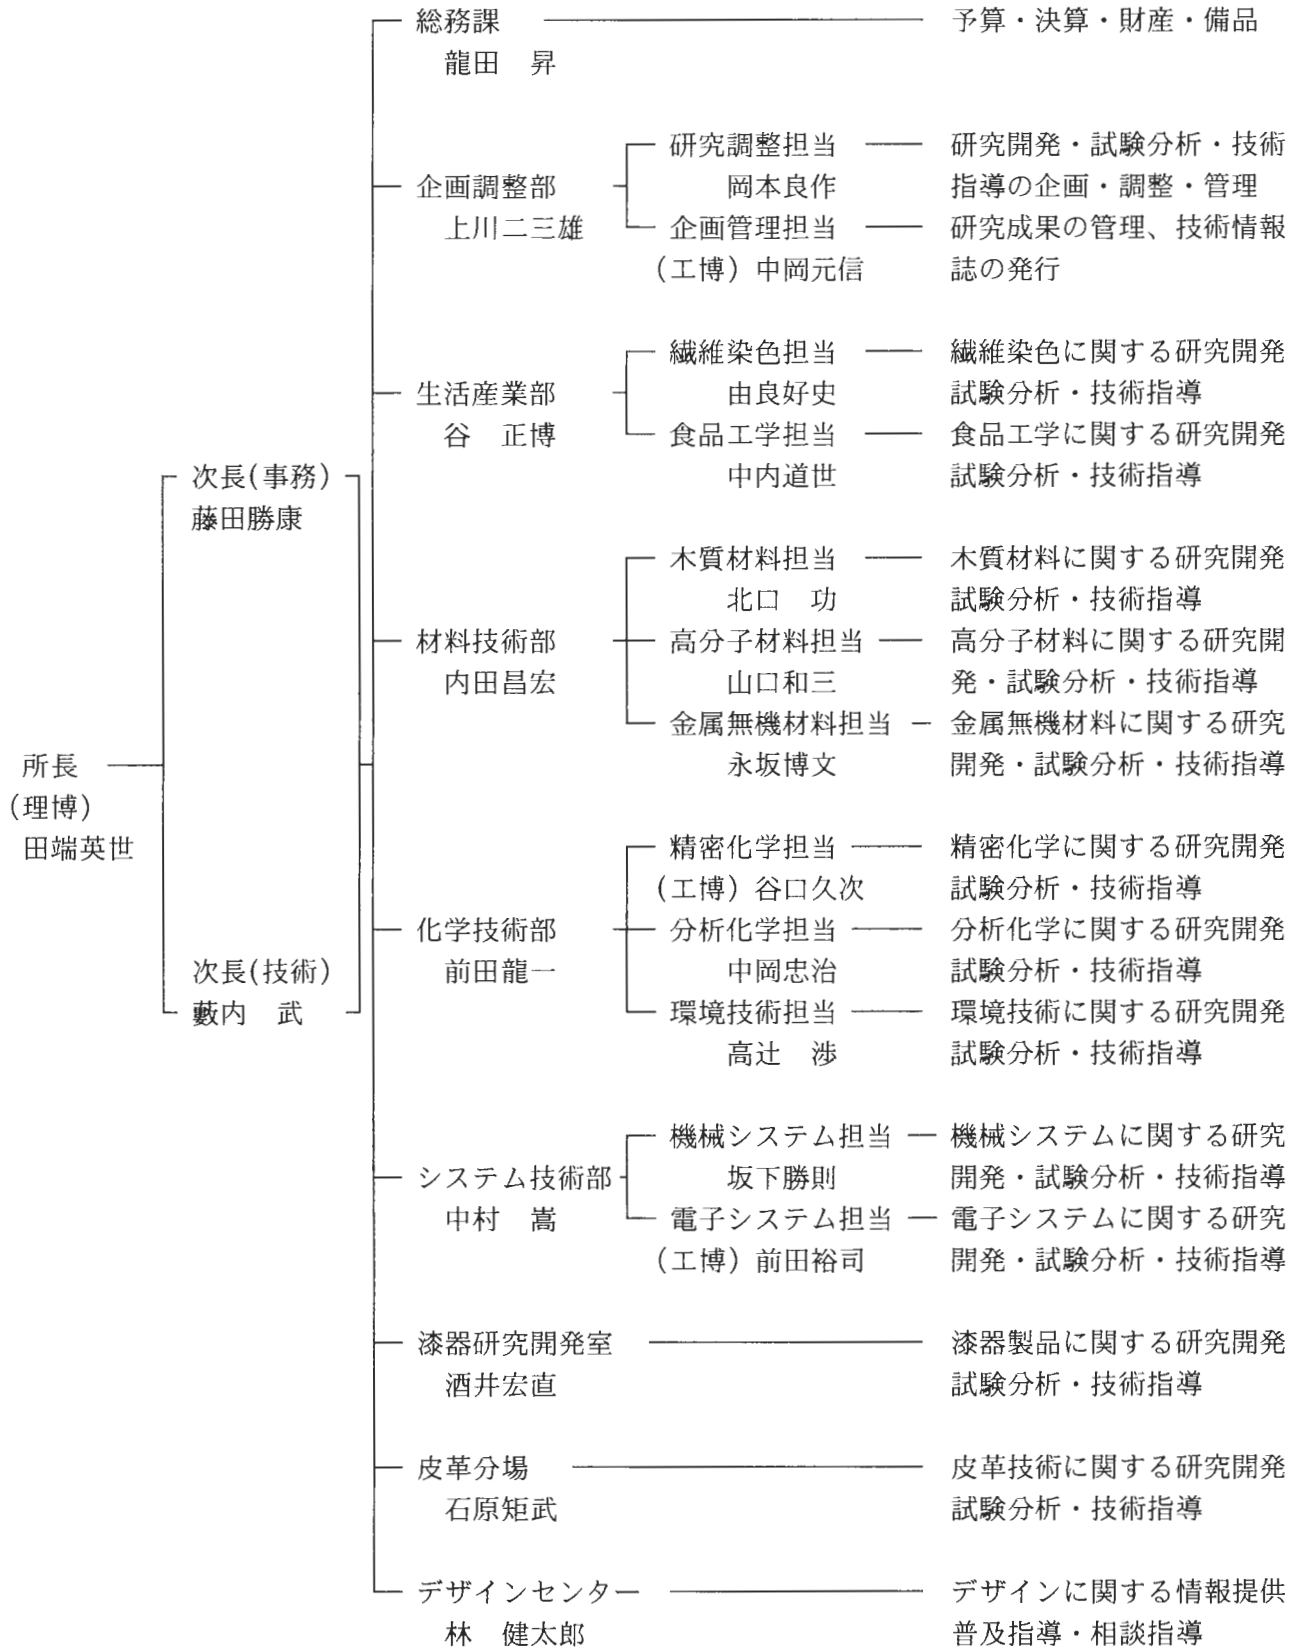 総務課 予算・決算・財産・備品
龍田 昇
研究調整担当 研究開発・試験分析・技術
企画調整部 岡本良作 指導の企画・調整・管理
上川二三雄 企画管理担当 研究成果の管理、技術情報
(工博) 中岡元信 誌の発行
繊維染色担当 繊維染色に関する研究開発
生活産業部 由良好史 試験分析・技術指導
谷 正博 食品工学担当 食品工学に関する研究開発
次長(事務) 中内道世 試験分析・技術指導
藤田勝康
木質材料担当 木質材料に関する研究開発
北口 功 試験分析・技術指導
材料技術部 高分子材料担当 高分子材料に関する研究開
内田昌宏 山口和三 発・試験分析・技術指導
金属無機材料担当 金属無機材料に関する研究
所長 永坂博文 開発・試験分析・技術指導
(理博)
田端英世 精密化学担当 精密化学に関する研究開発
(工博) 谷口久次 試験分析・技術指導
化学技術部 分析化学担当 分析化学に関する研究開発
次長(技術) 前田龍一 中岡忠治 試験分析・技術指導
藪内 武 環境技術担当 環境技術に関する研究開発
高辻 渉 試験分析・技術指導
機械システム担当 機械システムに関する研究
システム技術部 坂下勝則 開発・試験分析・技術指導
中村 嵩 電子システム担当 電子システムに関する研究
(工博) 前田裕司 開発・試験分析・技術指導
漆器研究開発室 漆器製品に関する研究開発
酒井宏直 試験分析・技術指導
皮革分場 皮革技術に関する研究開発
石原矩武 試験分析・技術指導
デザインセンター デザインに関する情報提供
林 健太郎 普及指導・相談指導